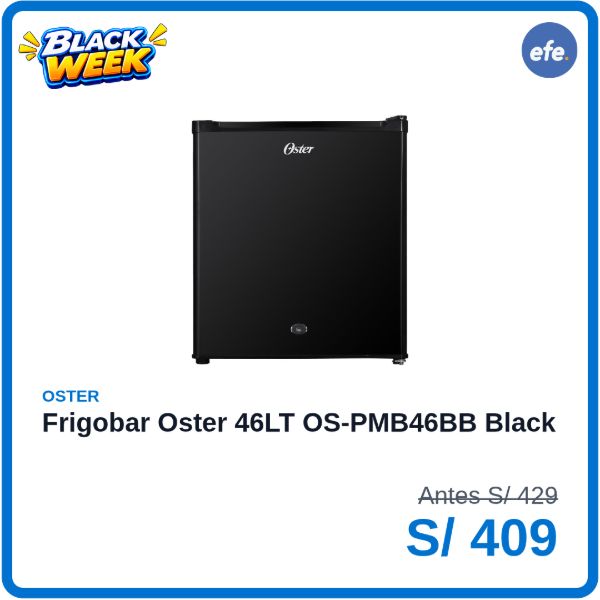 BLACK
WEEK
efe.
Oster
OSTER
Frigobar Oster 46LT OS-PMB46BB Black
Antes S/ 429
S/ 409